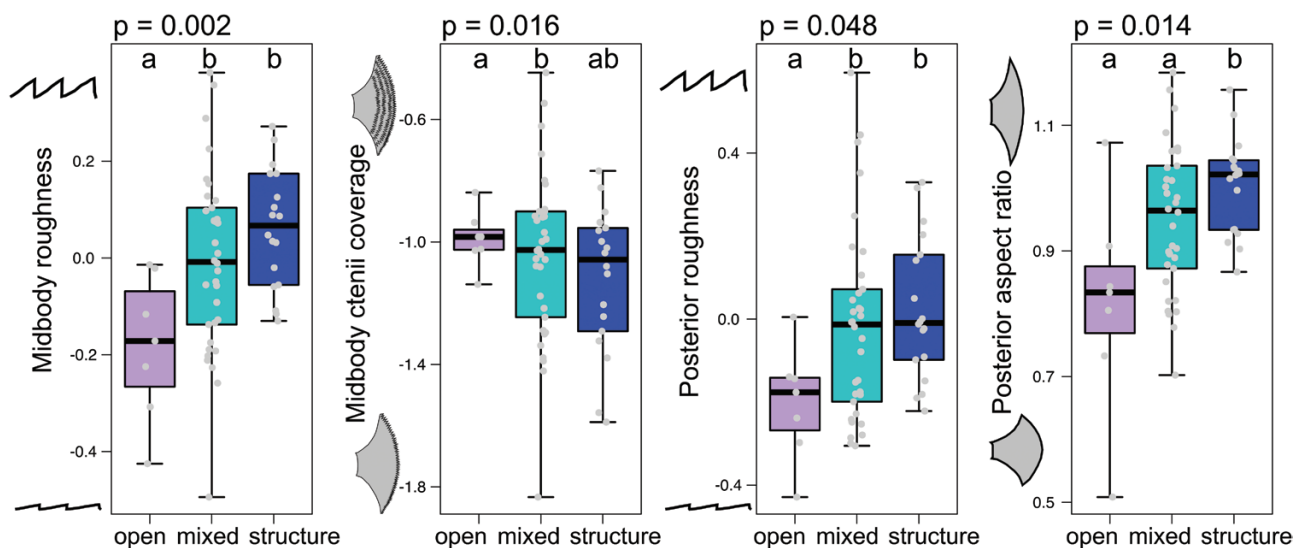 p = 0.002
a b b
Midbody roughness
0.2
0.0
-0.2
-0.4
open mixed structure
p = 0.016
a b ab
Midbody ctenii coverage
-0.6
-1.0
-1.4
-1.8
open mixed structure
p = 0.048
a b b
Posterior roughness
0.4
0.0
-0.4
open mixed structure
p = 0.014
a a b
Posterior aspect ratio
1.1
0.9
0.7
0.5
open mixed structure